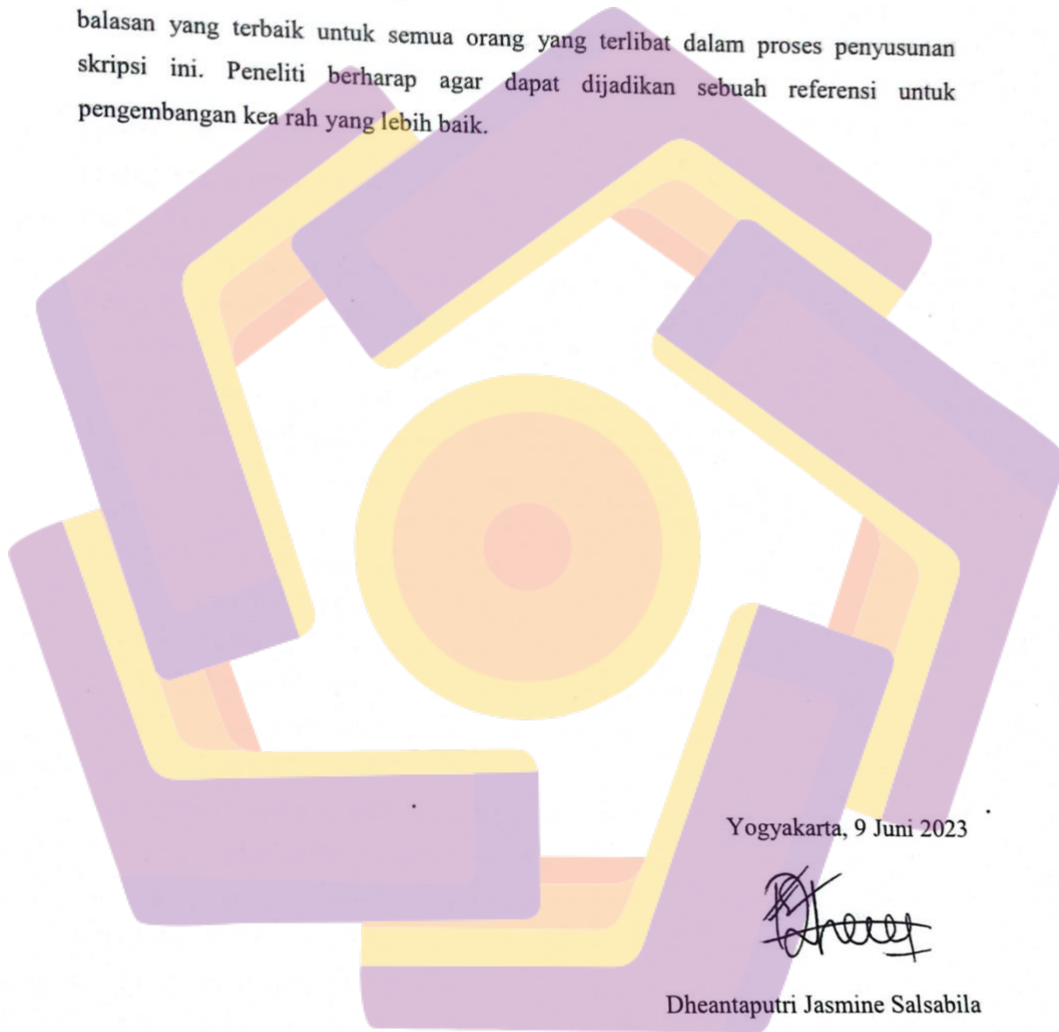 balasan yang terbaik untuk semua orang yang terlibat dalam proses penyusunan
skripsi ini. Peneliti berharap agar dapat dijadikan sebuah referensi untuk
pengembangan kea rah yang lebih baik.
Yogyakarta, 9 Juni 2023
Dheantaputri Jasmine Salsabila